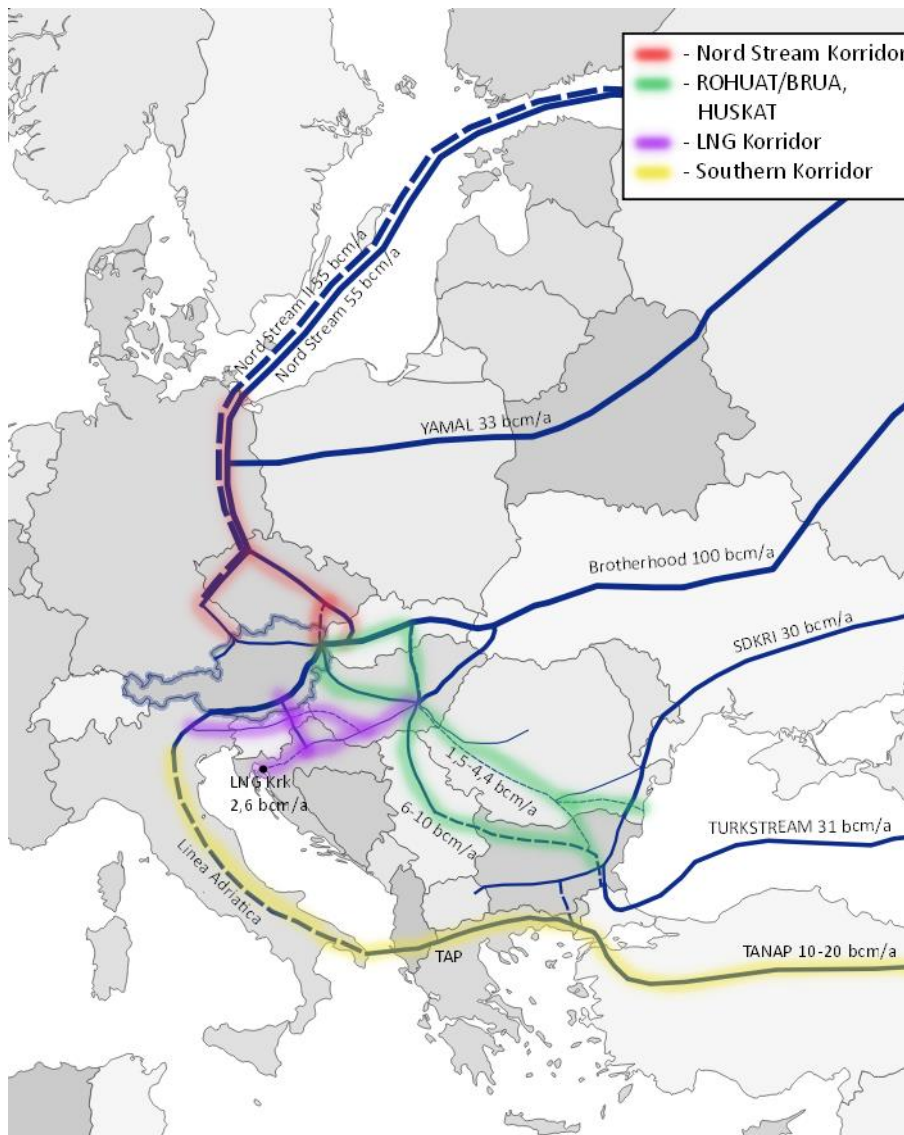 - Nord Stream Korridor
- ROHUAT/BRUA,
HUSKAT
- LNG Korridor
- Southern Korridor
Nord Stream II 55 bcm/a
Nord Stream 55 bcm/a
YAMAL 33 bcm/a
Brotherhood 100 bcm/a
SDKRI 30 bcm/a
LNG Krk
2,6 bcm/a
1,5-4,4 bcm/a
6-10 bcm/a
TURKSTREAM 31 bcm/a
Linea Adriatica
TAP
TANAP 10-20 bcm/a